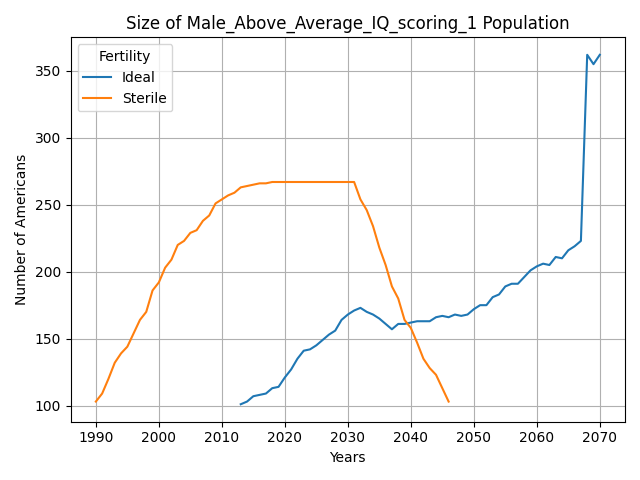 Size of Male_Above_Average_IQ_scoring_1 Population
Fertility
Ideal
Sterile
Number of Americans
350
300
250
200
150
100
1990 2000 2010 2020 2030 2040 2050 2060 2070
Years